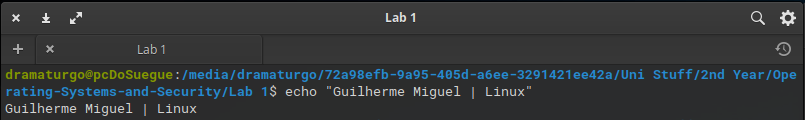 Lab 1
Lab 1
dramaturgo@pcDoSuegue:/media/dramaturgo/72a98efb-9a95-405d-a6ee-3291421ee42a/Uni Stuff/2nd Year/Ope
rating-Systems-and-Security/Lab 1$ echo "Guilherme Miguel | Linux"
Guilherme Miguel | Linux